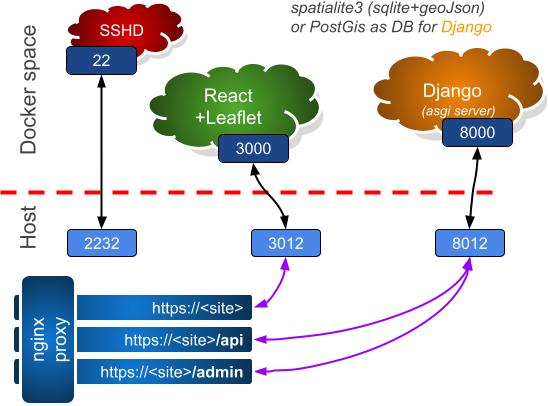 spatialite3 (sqlite+geoJson)
or PostGis as DB for Django
SSHD
22
React
+Leaflet
3000
Django
(asgi server)
8000
Docker space
Host
2232
3012
8012
nginx
proxy
https://<site>
https://<site>/api
https://<site>/admin